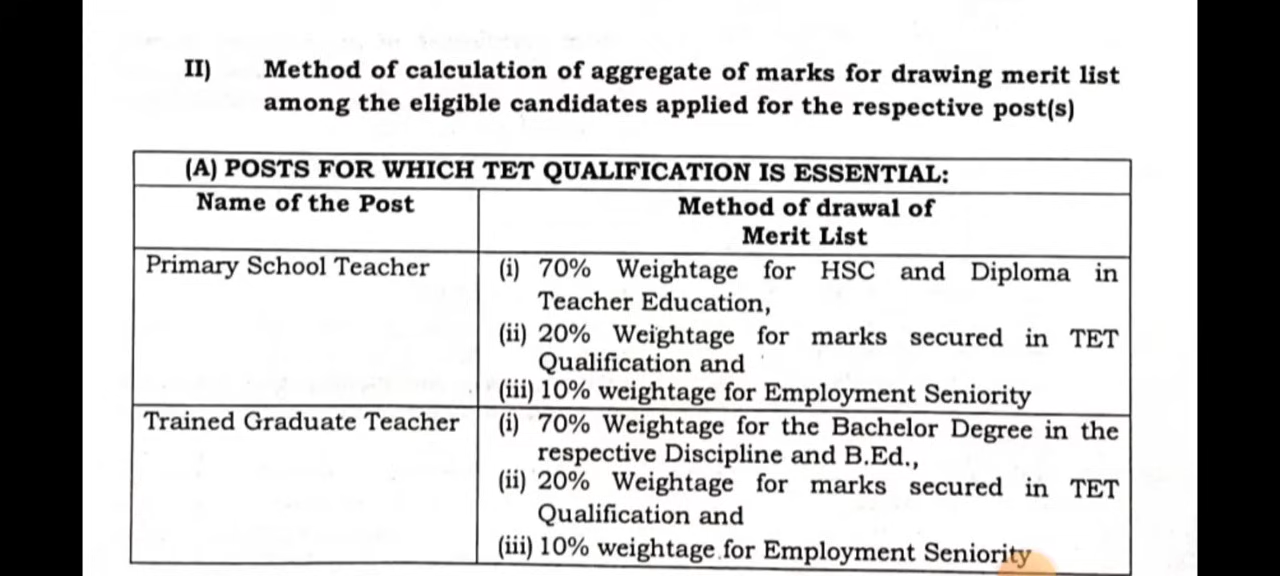 II) Method of calculation of aggregate of marks for drawing merit list
among the eligible candidates applied for the respective post(s)
(A) POSTS FOR WHICH TET QUALIFICATION IS ESSENTIAL:
Name of the Post
Method of drawal of
Merit List
Primary School Teacher
(i) 70% Weightage for HSC and Diploma in
Teacher Education,
(ii) 20% Weightage for marks secured in TET
Qualification and
(iii) 10% weightage for Employment Seniority
Trained Graduate Teacher
(i) 70% Weightage for the Bachelor Degree in the
respective Discipline and B.Ed.,
(ii) 20% Weightage for marks secured in TET
Qualification and
(iii) 10% weightage for Employment Seniority